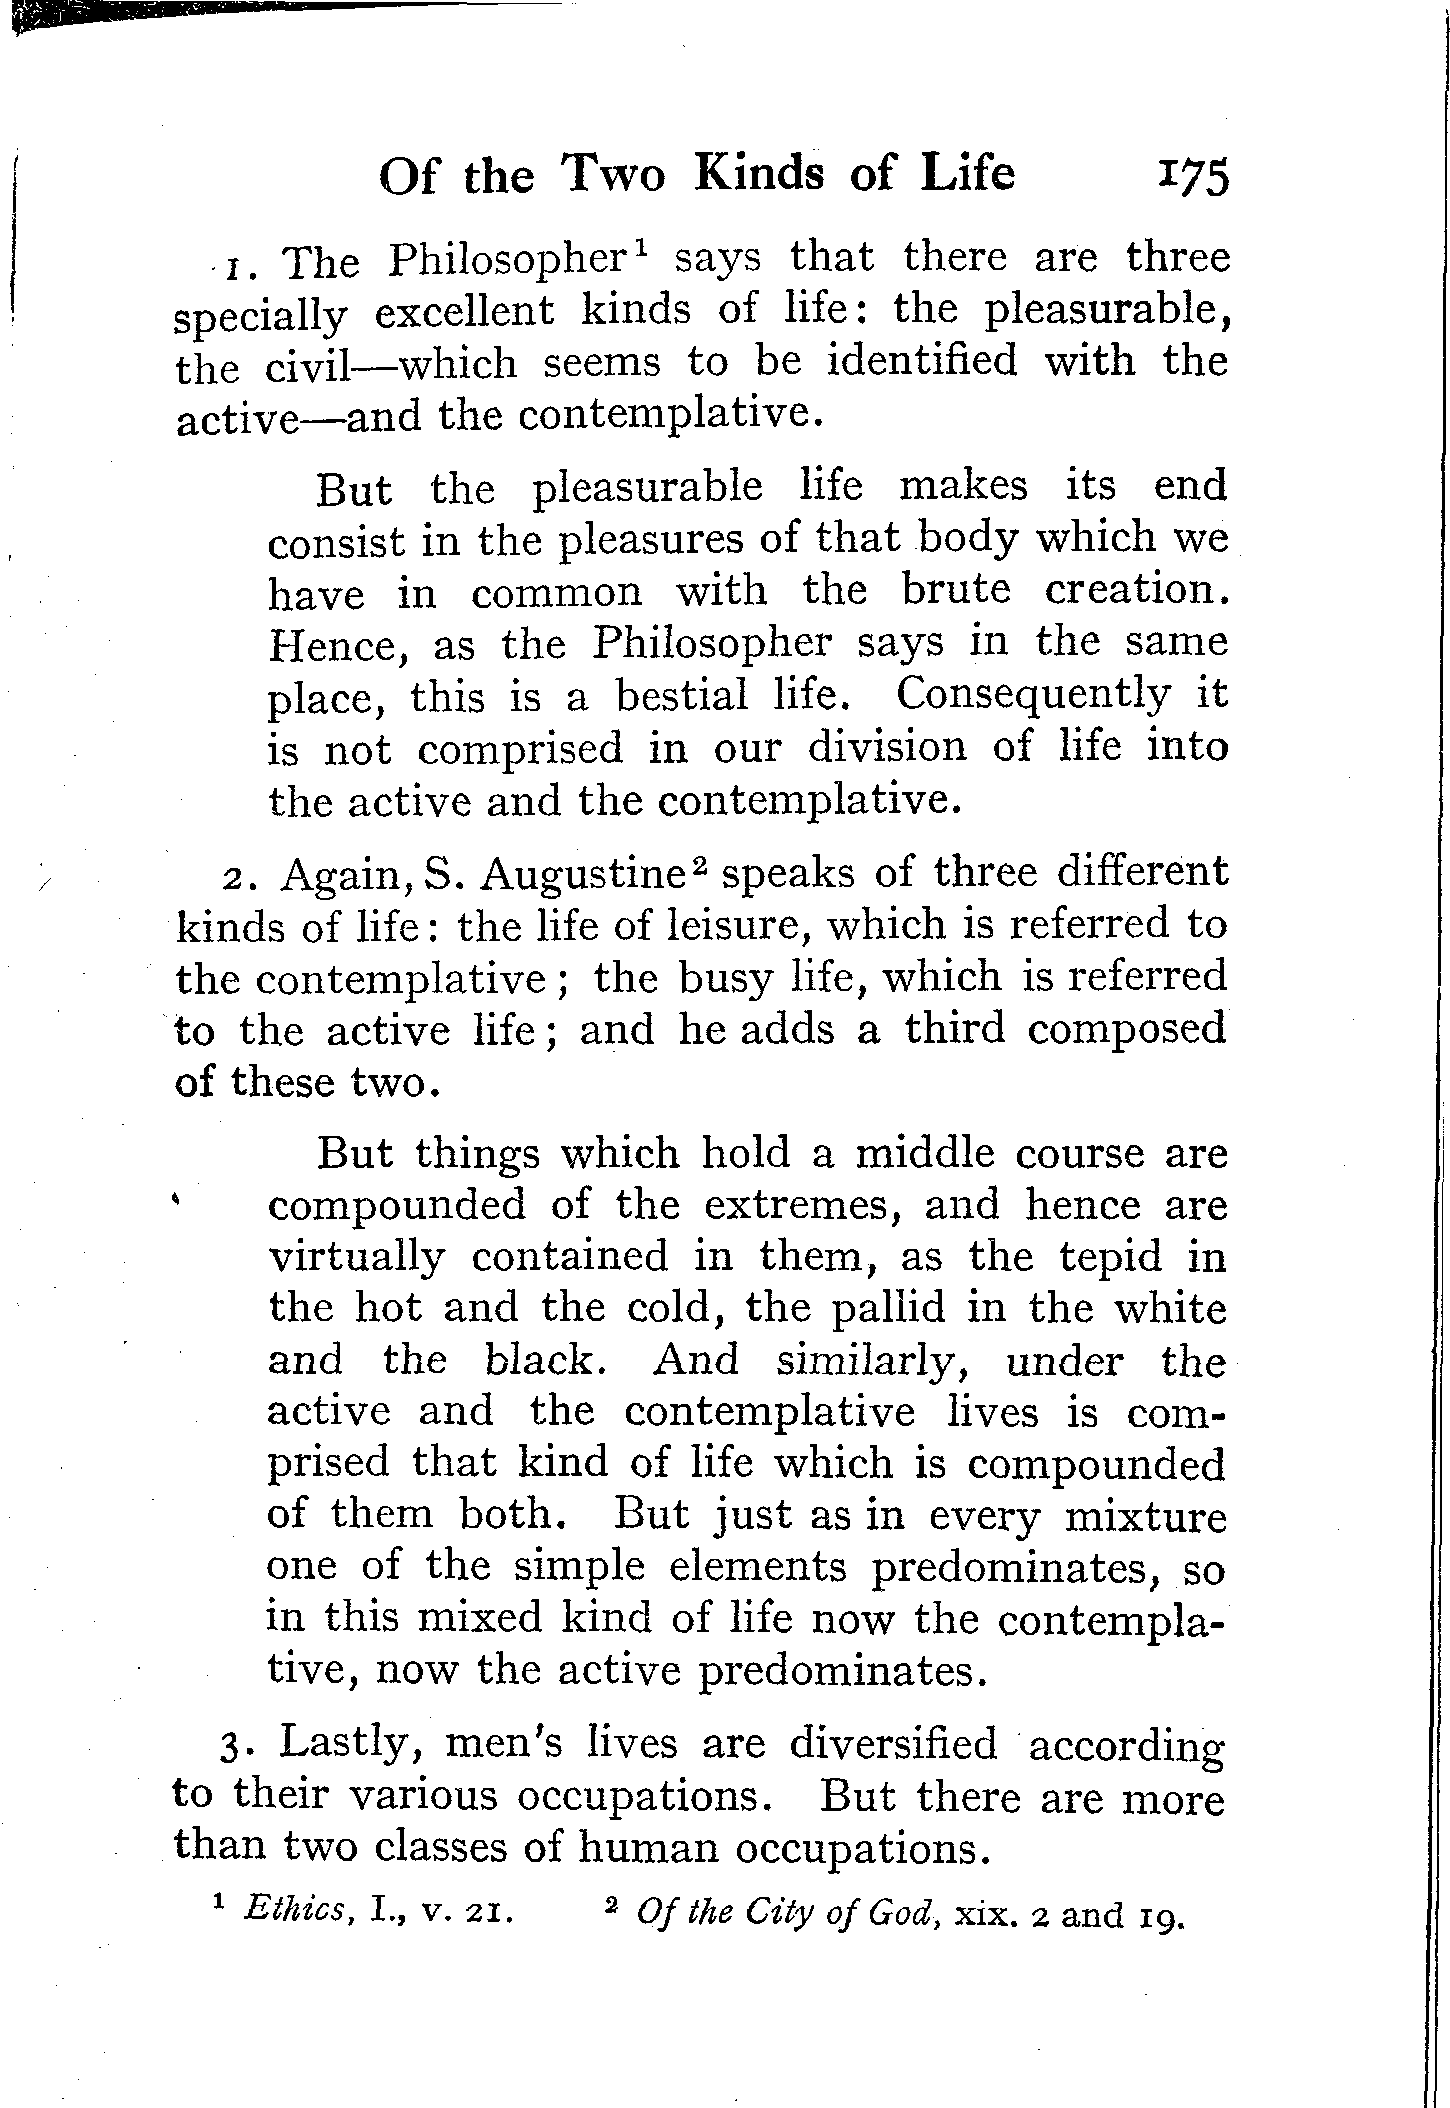 Of the Two Kinds of Life 175
1. The Philosopher¹ says that there are three
specially excellent kinds of life: the pleasurable,
the civil—which seems to be identified with the
active—and the contemplative.
But the pleasurable life makes its end
consist in the pleasures of that body which we
have in common with the brute creation.
Hence, as the Philosopher says in the same
place, this is a bestial life. Consequently it
is not comprised in our division of life into
the active and the contemplative.
2. Again, S. Augustine² speaks of three different
kinds of life: the life of leisure, which is referred to
the contemplative; the busy life, which is referred
to the active life; and he adds a third composed
of these two.
But things which hold a middle course are
compounded of the extremes, and hence are
virtually contained in them, as the tepid in
the hot and the cold, the pallid in the white
and the black. And similarly, under the
active and the contemplative lives is com-
prised that kind of life which is compounded
of them both. But just as in every mixture
one of the simple elements predominates, so
in this mixed kind of life now the contempla-
tive, now the active predominates.
3. Lastly, men's lives are diversified according
to their various occupations. But there are more
than two classes of human occupations.
¹ Ethics, I., v. 21. ² Of the City of God, xix. 2 and 19.